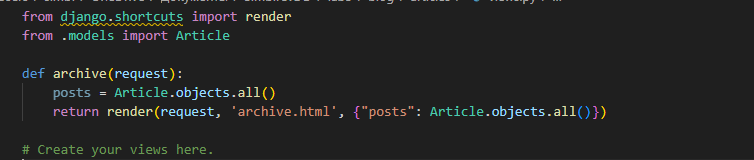 from django.shortcuts import render
from .models import Article

def archive(request):
    posts = Article.objects.all()
    return render(request, 'archive.html', {"posts": Article.objects.all()})

# Create your views here.